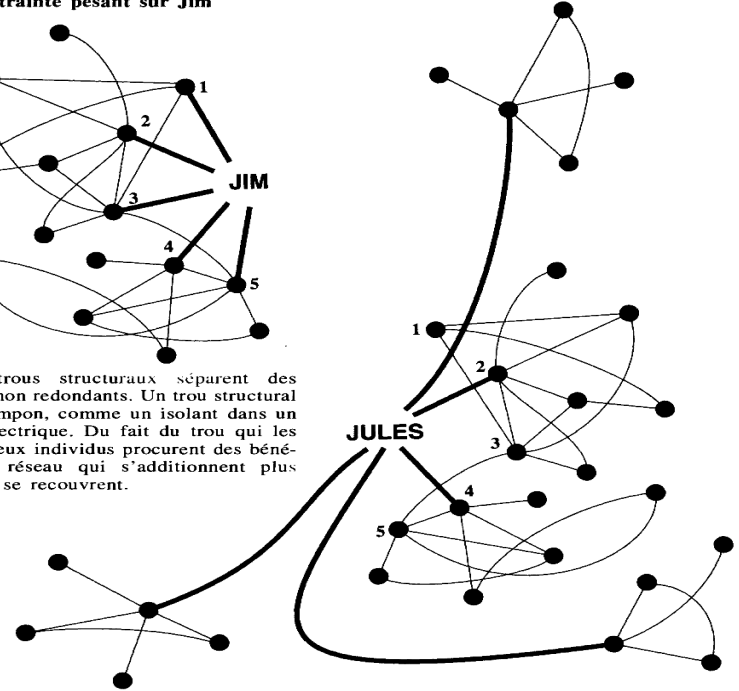 trainte pesant sur Jim
1
2
JIM
3
4
5
1
2
3
JULES
4
5
trous structuraux séparent des
non redondants. Un trou structural
mpon, comme un isolant dans un
ectrique. Du fait du trou qui les
eux individus procurent des béné-
réseau qui s'additionnent plus
se recouvrent.